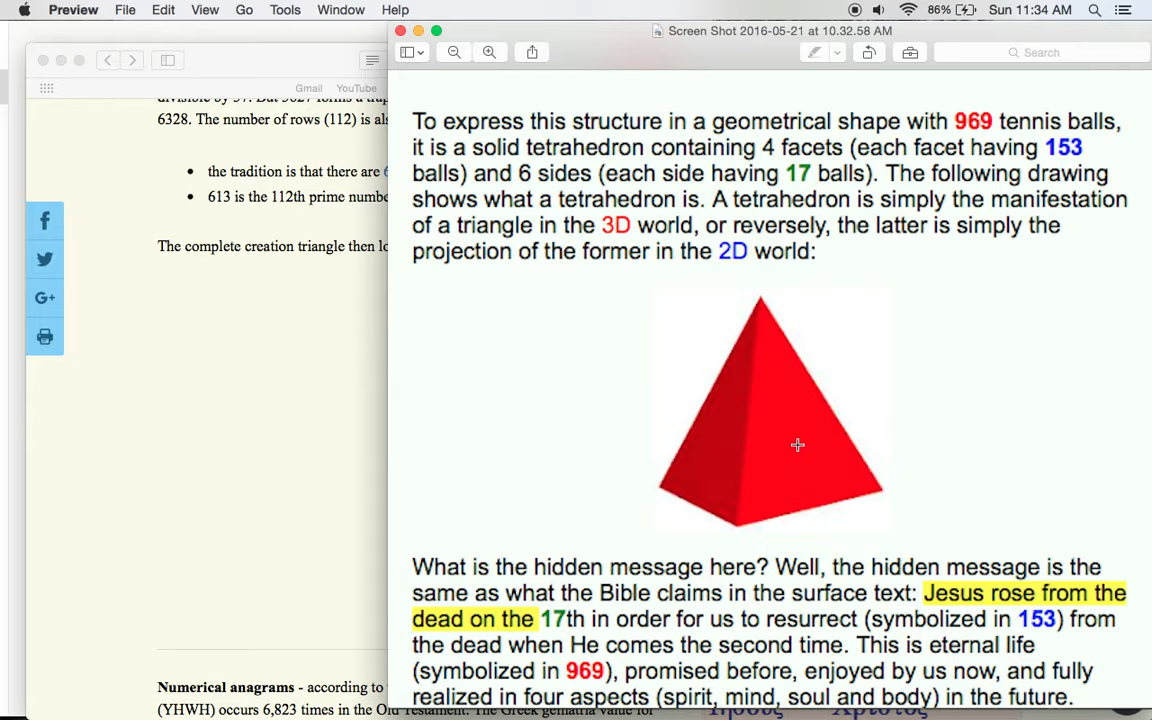 Preview File Edit View Go Tools Window Help 86% Sun 11:34 AM
Screen Shot 2016-05-21 at 10.32.58 AM
Search
Gmail YouTube
6328. The number of rows (112) is
the tradition is that there are
613 is the 112th prime
The complete creation triangle then
To express this structure in a geometrical shape with 969 tennis balls,
it is a solid tetrahedron containing 4 facets (each facet having 153
balls) and 6 sides (each side having 17 balls). The following drawing
shows what a tetrahedron is. A tetrahedron is simply the manifestation
of a triangle in the 3D world, or reversely, the latter is simply the
projection of the former in the 2D world:
What is the hidden message here? Well, the hidden message is the
same as what the Bible claims in the surface text: Jesus rose from the
dead on the 17th in order for us to resurrect (symbolized in 153) from
the dead when He comes the second time. This is eternal life
(symbolized in 969), promised before, enjoyed by us now, and fully
realized in four aspects (spirit, mind, soul and body) in the future.
Numerical anagrams - according to
(YHWH) occurs 6,823 times in the Old Testament. The Greek gematria value for